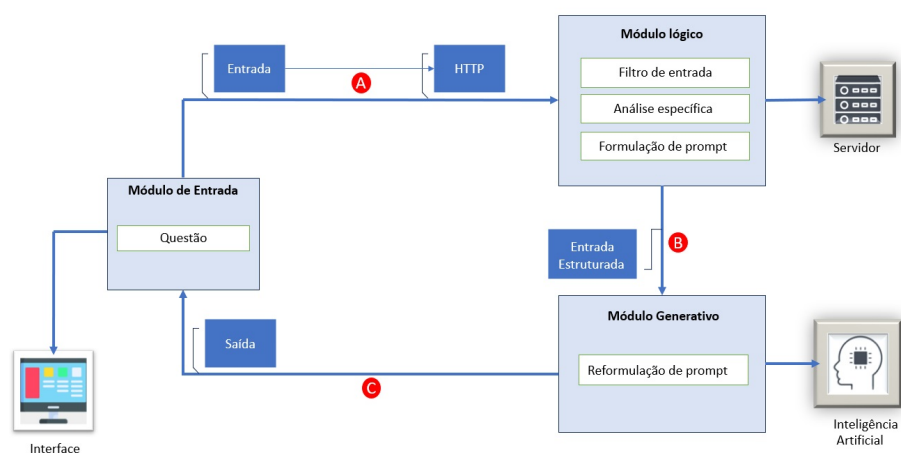 Entrada
HTTP
A
Módulo lógico
Filtro de entrada
Análise específica
Formulação de prompt
Servidor
Módulo de Entrada
Questão
Entrada
Estruturada
B
Módulo Generativo
Reformulação de prompt
Saída
C
Interface
Inteligência
Artificial